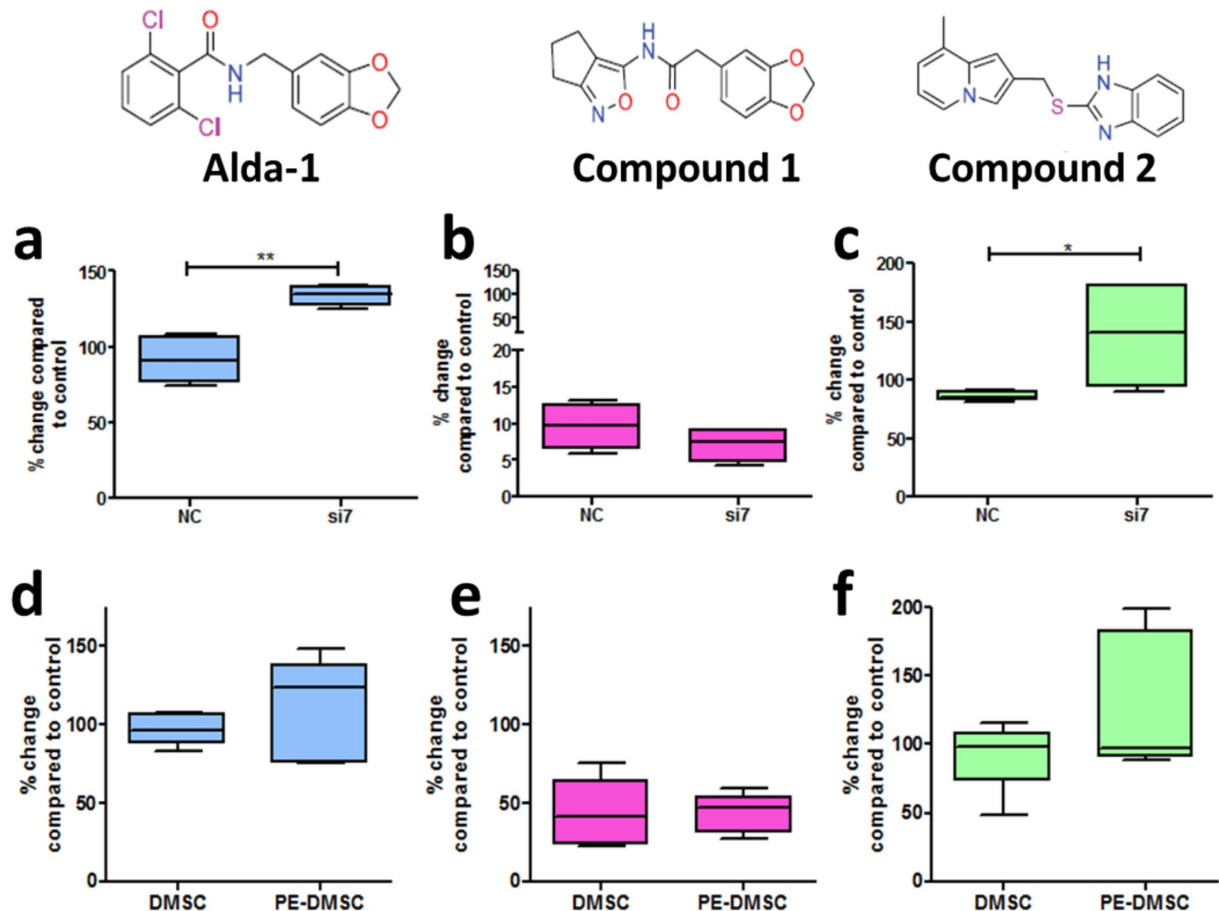 Cl
O
N
H
Cl
O
O
Alda-1
NH
O
N
O
O
O
Compound 1
N
S
H
N
N
Compound 2
a
% change compared
to control
150
100
50
0
**
NC
si7
b
% change
compared to control
150
100
50
20
15
10
5
0
NC
si7
c
% change
compared to control
200
150
100
50
0
*
NC
si7
d
% change
compared to control
150
100
50
0
DMSC
PE-DMSC
e
% change
compared to control
150
100
50
0
DMSC
PE-DMSC
f
% change
compared to control
200
150
100
50
0
DMSC
PE-DMSC